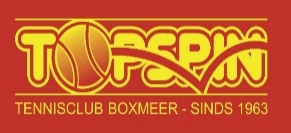 TOPSPIN
TENNISCLUB BOXMEER - SINDS 1963